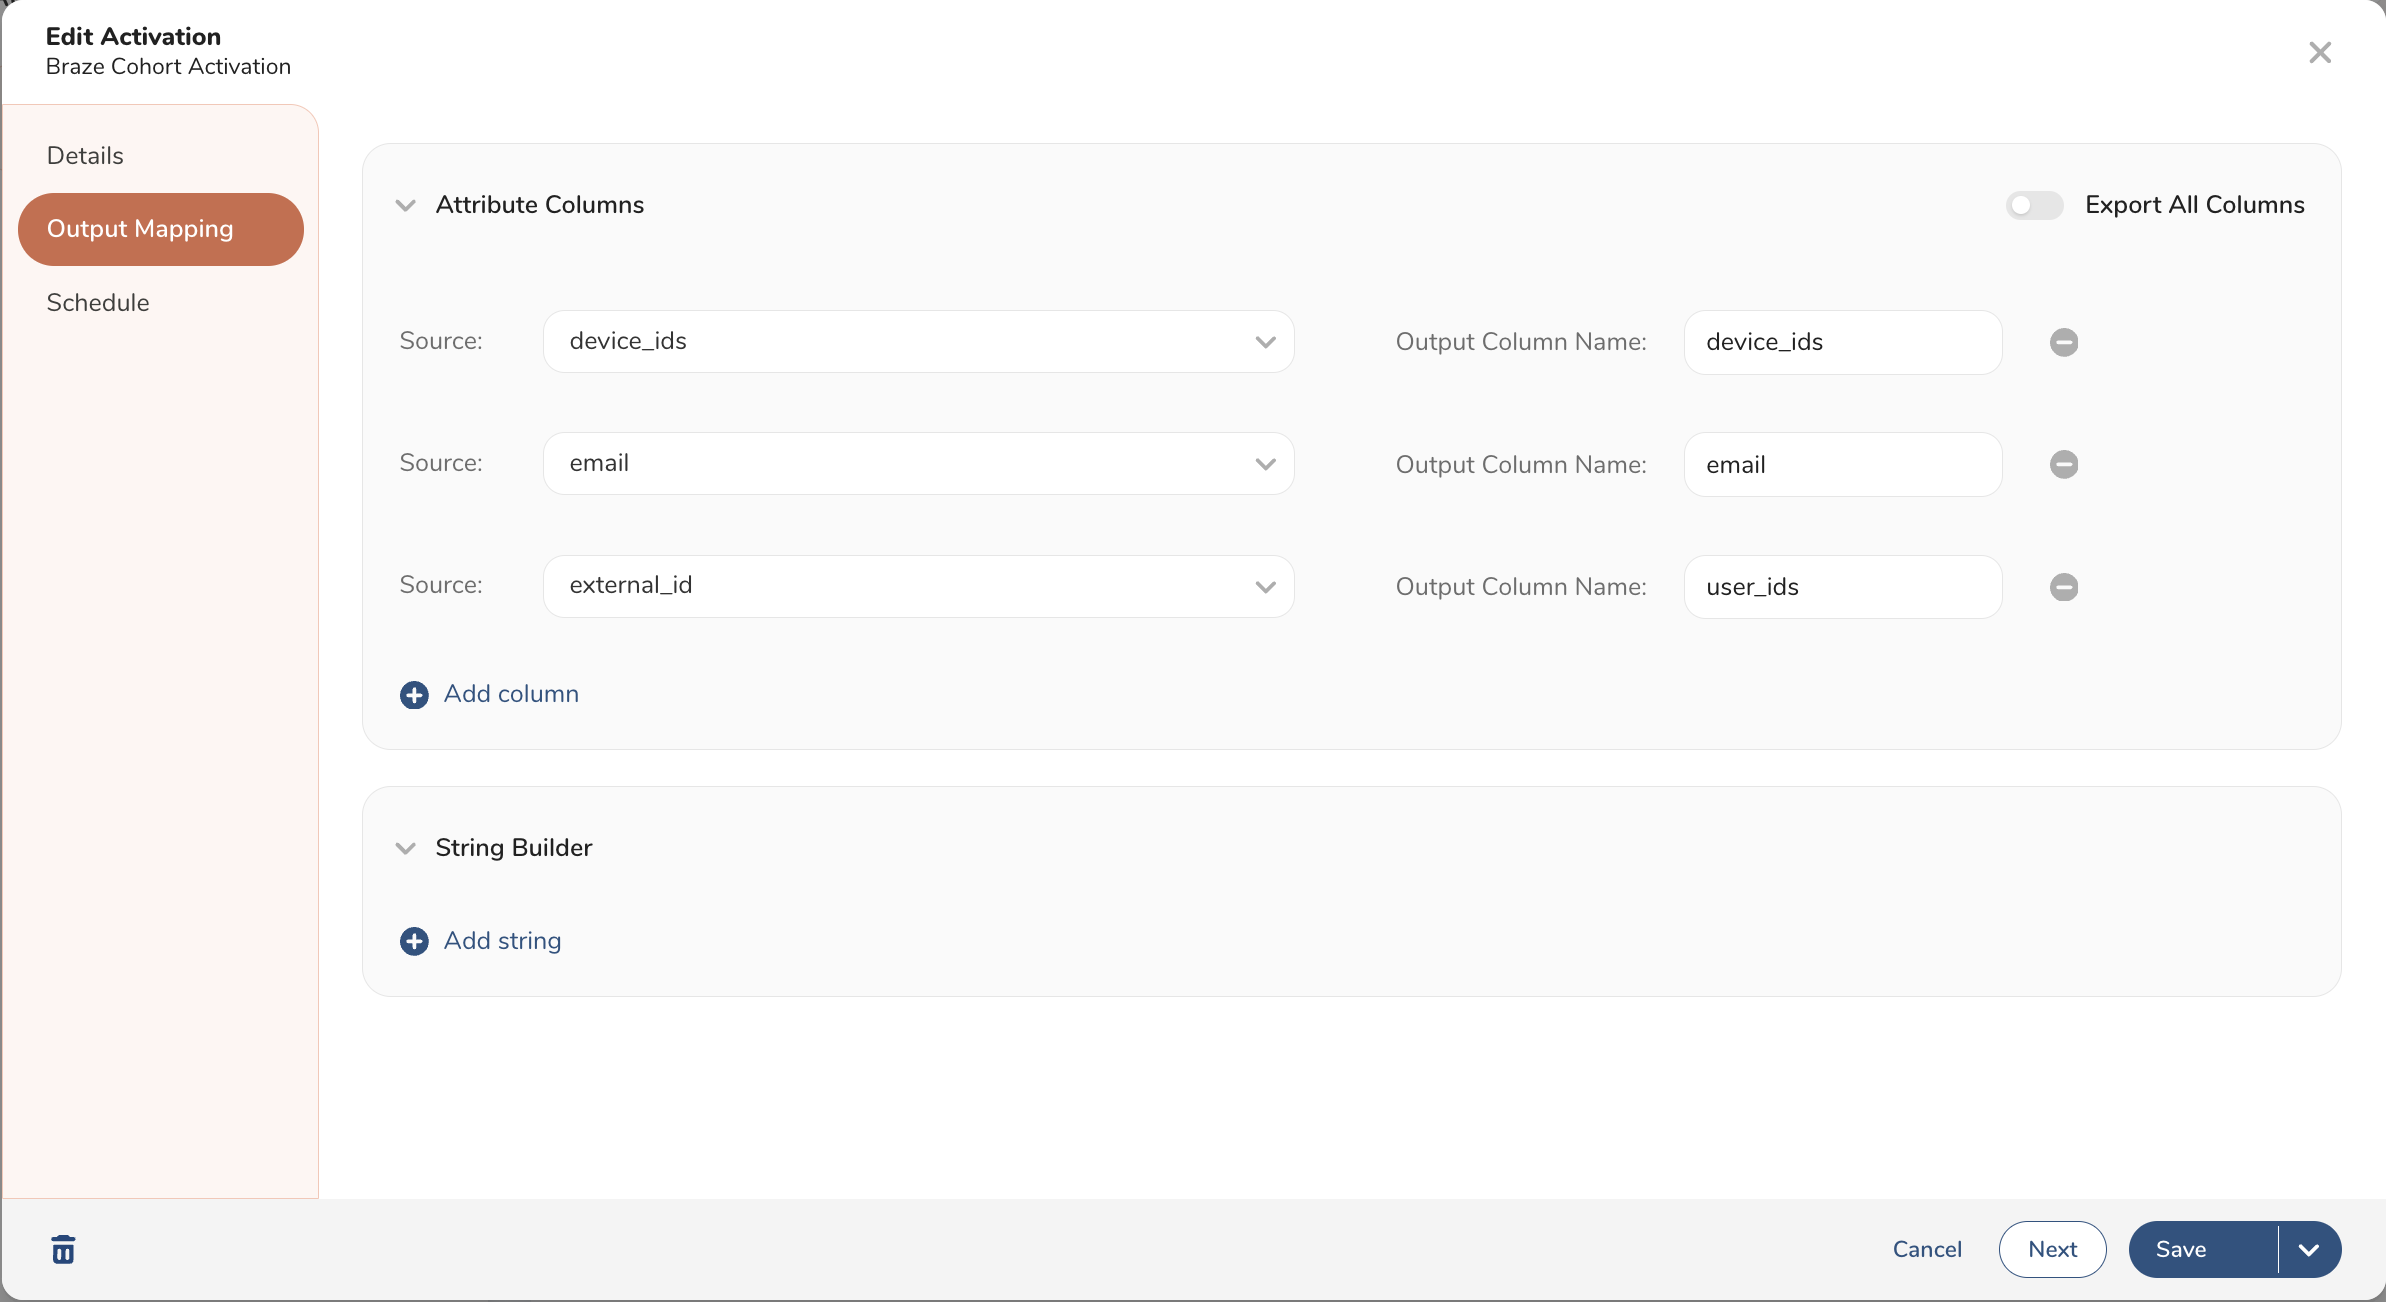 Edit Activation
Braze Cohort Activation
Details
Output Mapping
Schedule
Attribute Columns
Export All Columns
Source: device_ids Output Column Name: device_ids
Source: email Output Column Name: email
Source: external_id Output Column Name: user_ids
Add column
String Builder
Add string
Cancel Next Save